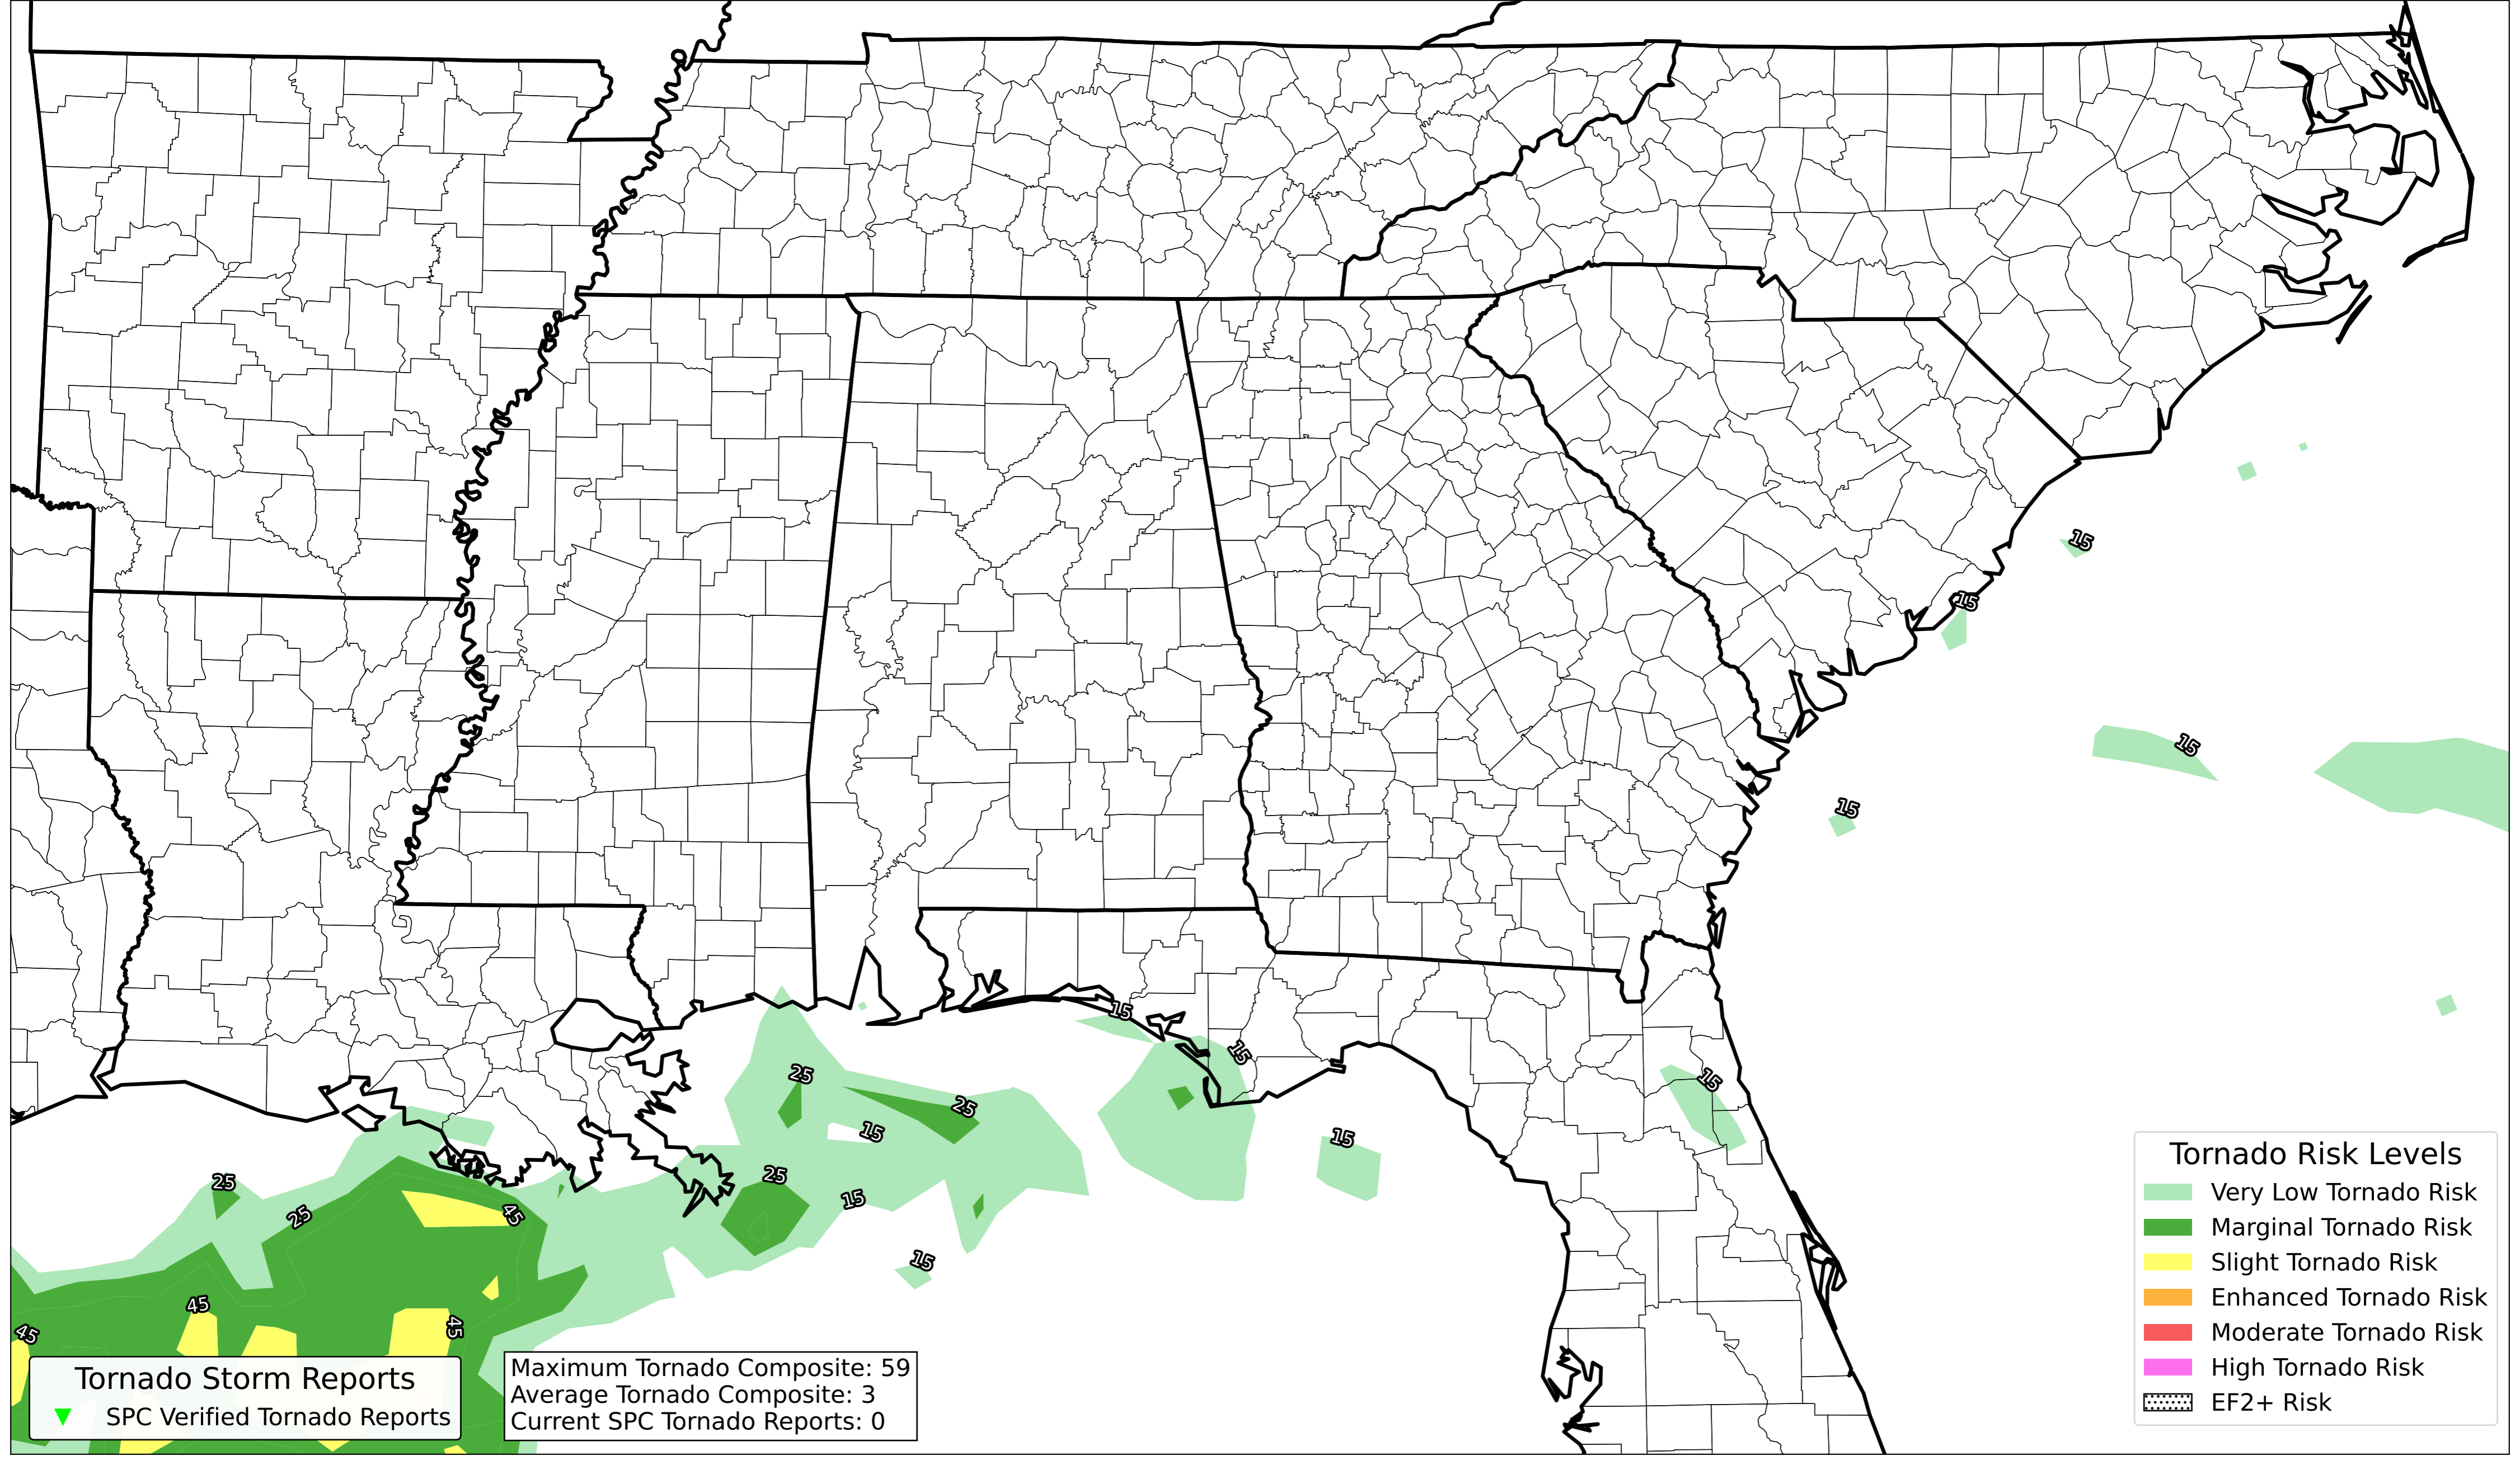 15
15
15
15
15
15
15
25
15
25
15
15
25
25
15
25
45
15
45
45
45
Tornado Risk Levels
Very Low Tornado Risk
Marginal Tornado Risk
Slight Tornado Risk
Enhanced Tornado Risk
Moderate Tornado Risk
High Tornado Risk
EF2+ Risk
Tornado Storm Reports
SPC Verified Tornado Reports
Maximum Tornado Composite: 59
Average Tornado Composite: 3
Current SPC Tornado Reports: 0